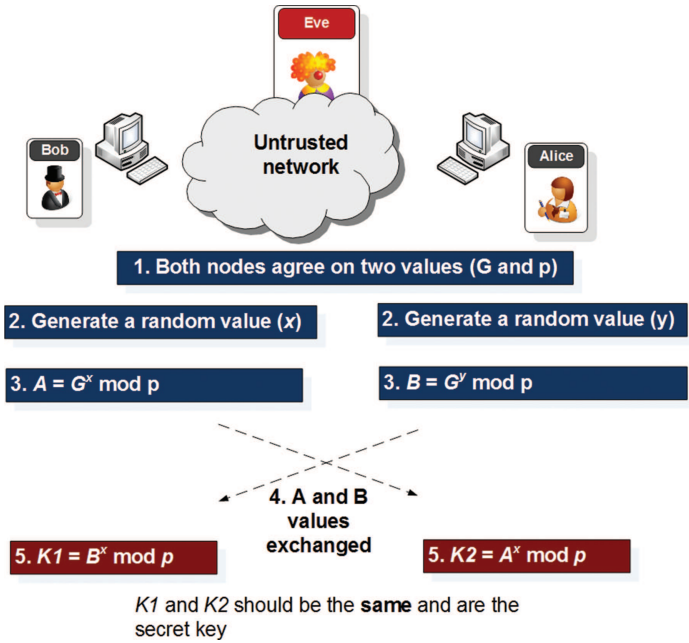 Eve
Untrusted
network
Bob
Alice
1. Both nodes agree on two values (G and p)
2. Generate a random value (x)
2. Generate a random value (y)
3. A = Gˣ mod p
3. B = Gʸ mod p
4. A and B
values
exchanged
5. K1 = Bˣ mod p
5. K2 = Aˣ mod p
K1 and K2 should be the same and are the
secret key